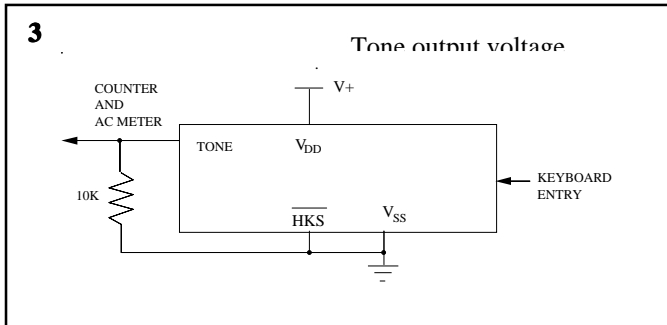 3
Tone output voltage
COUNTER
AND
AC METER
V+
TONE
VDD
KEYBOARD
ENTRY
10K
HKS
VSS